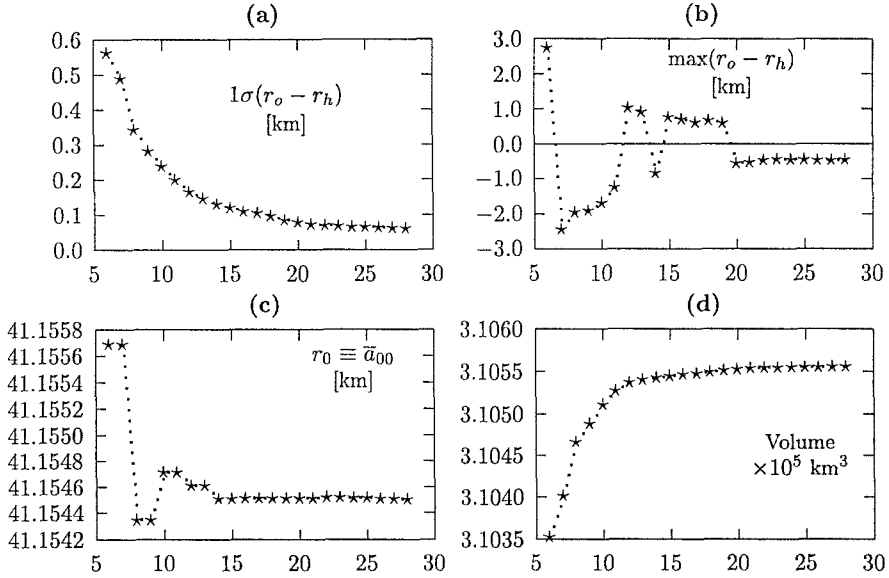 (a)
0.6
0.5
0.4
0.3
0.2
0.1
0.0
1σ(r_o − r_h)
[km]
5 10 15 20 25 30
(b)
3.0
2.0
1.0
0.0
−1.0
−2.0
−3.0
max(r_o − r_h)
[km]
5 10 15 20 25 30
(c)
41.1558
41.1556
41.1554
41.1552
41.1550
41.1548
41.1546
41.1544
41.1542
r_0 ≡ ā_00
[km]
5 10 15 20 25 30
(d)
3.1060
3.1055
3.1050
3.1045
3.1040
3.1035
Volume
×10^5 km^3
5 10 15 20 25 30